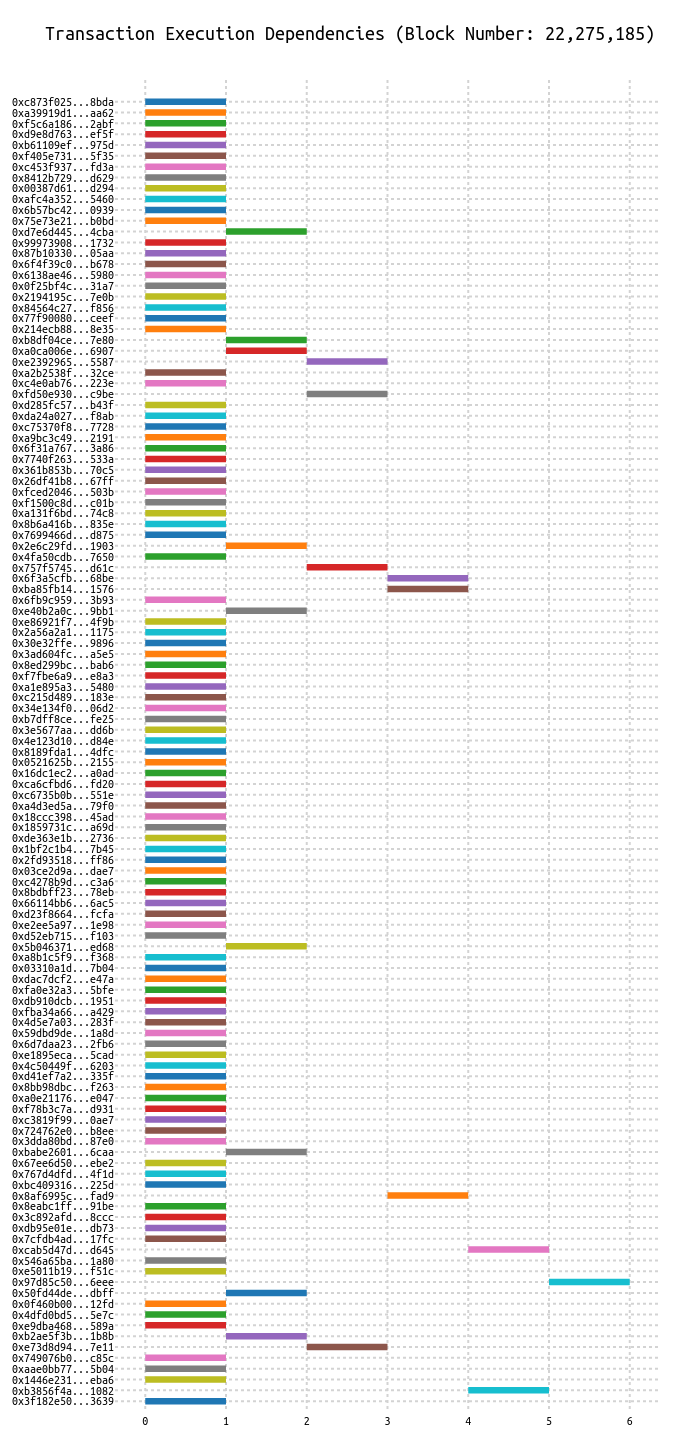 Transaction Execution Dependencies (Block Number: 22,275,185)
0xc873f025...8bda
0xa39919d1...aa62
0xf5c6a186...2abf
0xd9e8d763...ef5f
0xb61109ef...975d
0xf405e731...5f35
0xc453f937...fd3a
0x8412b729...d629
0x00387d61...d294
0xafc4a352...5460
0x6b57bc42...0939
0x75e73e21...b0bd
0xd7e6d445...4cba
0x99973908...1732
0x87b10330...05aa
0x6f4f39c0...b678
0x6138ae46...5980
0x0f25bf4c...31a7
0x2194195c...7e0b
0x84564c27...f856
0x77f90080...ceef
0x214ecb88...8e35
0xb8df04ce...7e80
0xa0ca006e...6907
0xe2392965...5587
0xa2b2538f...32ce
0xc4e0ab76...223e
0xfd50e930...c9be
0xd285fc57...b43f
0xda24a027...f8ab
0xc75370f8...7728
0xa9bc3c49...2191
0x6f31a767...3a86
0x7740f263...533a
0x361b853b...70c5
0x26df41b8...67ff
0xfced2046...503b
0xf1500c8d...c01b
0xa131f6bd...74c8
0x8b6a416b...835e
0x7699466d...d875
0x2e6c29fd...1903
0x4fa50cdb...7650
0x757f5745...d61c
0x6f3a5cfb...68be
0xba85fb14...1576
0x6fb9c959...3b93
0xe40b2a0c...9bb1
0xe86921f7...4f9b
0x2a56a2a1...1175
0x30e32ffe...9896
0x3ad604fc...a5e5
0x8ed299bc...bab6
0xf7fbe6a9...e8a3
0xa1e895a3...5480
0xc215d489...183e
0x34e134f0...06d2
0xb7dff8ce...fe25
0x3e5677aa...dd6b
0x4e123d10...d84e
0x8189fda1...4dfc
0x0521625b...2155
0x16dc1ec2...a0ad
0xca6cfbd6...fd20
0xc6735b0b...551e
0xa4d3ed5a...79f0
0x18ccc398...45ad
0x1859731c...a69d
0xde363e1b...2736
0x1bf2c1b4...7b45
0x2fd93518...ff86
0x03ce2d9a...dae7
0xc4278b9d...c3a6
0x8bdbff23...78eb
0x66114bb6...6ac5
0xd23f8664...fcfa
0xe2ee5a97...1e98
0xd52eb715...f103
0x5b046371...ed68
0xa8b1c5f9...f368
0x03310a1d...7b04
0xdac7dcf2...e47a
0xfa0e32a3...5bfe
0xdb910dcb...1951
0xfba34a66...a429
0x4d5e7a03...283f
0x59dbd9de...1a8d
0x6d7daa23...2fb6
0xe1895eca...5cad
0x4c50449f...6203
0xd41ef7a2...335f
0x8bb98dbc...f263
0xa0e21176...e047
0xf78b3c7a...d931
0xc3819f99...0ae7
0x724762e0...b8ee
0x3dda80bd...87e0
0xbabe2601...6caa
0x67ee6d50...ebe2
0x767d4dfd...4f1d
0xbc409316...225d
0x8af6995c...fad9
0x8eabc1ff...91be
0x3c892afd...8ccc
0xdb95e01e...db73
0x7cfdb4ad...17fc
0xcab5d47d...d645
0x546a65ba...1a80
0xe5011b19...f51c
0x97d85c50...6eee
0x50fd44de...dbff
0x0f460b00...12fd
0x4dfd0bd5...5e7c
0xe9dba468...589a
0xb2ae5f3b...1b8b
0xe73d8d94...7e11
0x749076b0...c85c
0xaae0bb77...5b04
0x1446e231...eba6
0xb3856f4a...1082
0x3f182e50...3639
0 1 2 3 4 5 6